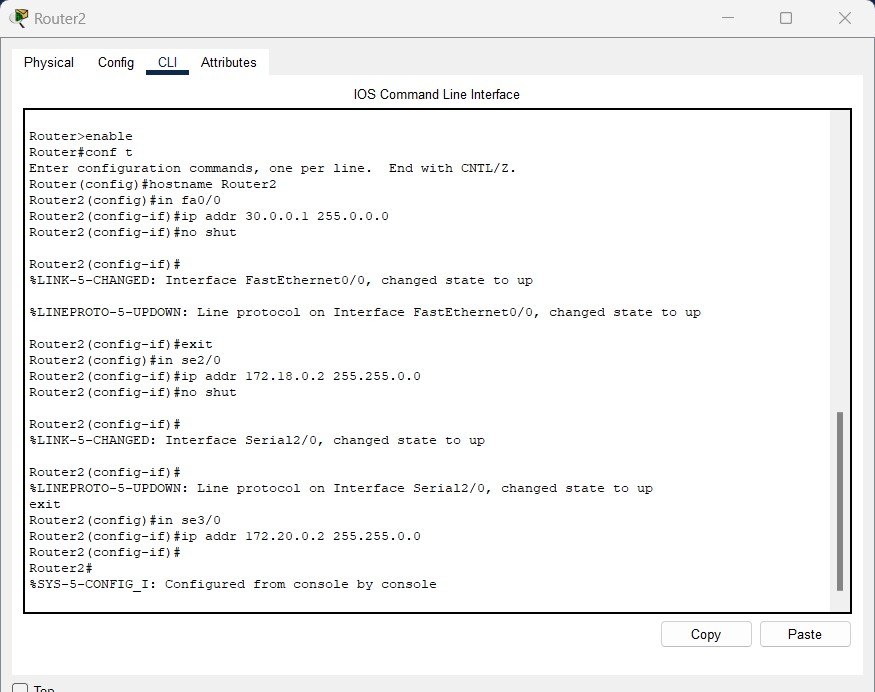 Router2
Physical Config CLI Attributes
IOS Command Line Interface
Router>enable
Router#conf t
Enter configuration commands, one per line.  End with CNTL/Z.
Router(config)#hostname Router2
Router2(config)#in fa0/0
Router2(config-if)#ip addr 30.0.0.1 255.0.0.0
Router2(config-if)#no shut
Router2(config-if)#
%LINK-5-CHANGED: Interface FastEthernet0/0, changed state to up
%LINEPROTO-5-UPDOWN: Line protocol on Interface FastEthernet0/0, changed state to up
Router2(config-if)#exit
Router2(config)#in se2/0
Router2(config-if)#ip addr 172.18.0.2 255.255.0.0
Router2(config-if)#no shut
Router2(config-if)#
%LINK-5-CHANGED: Interface Serial2/0, changed state to up
Router2(config-if)#
%LINEPROTO-5-UPDOWN: Line protocol on Interface Serial2/0, changed state to up
exit
Router2(config)#in se3/0
Router2(config-if)#ip addr 172.20.0.2 255.255.0.0
Router2(config-if)#
Router2#
%SYS-5-CONFIG_I: Configured from console by console
Copy Paste
Top